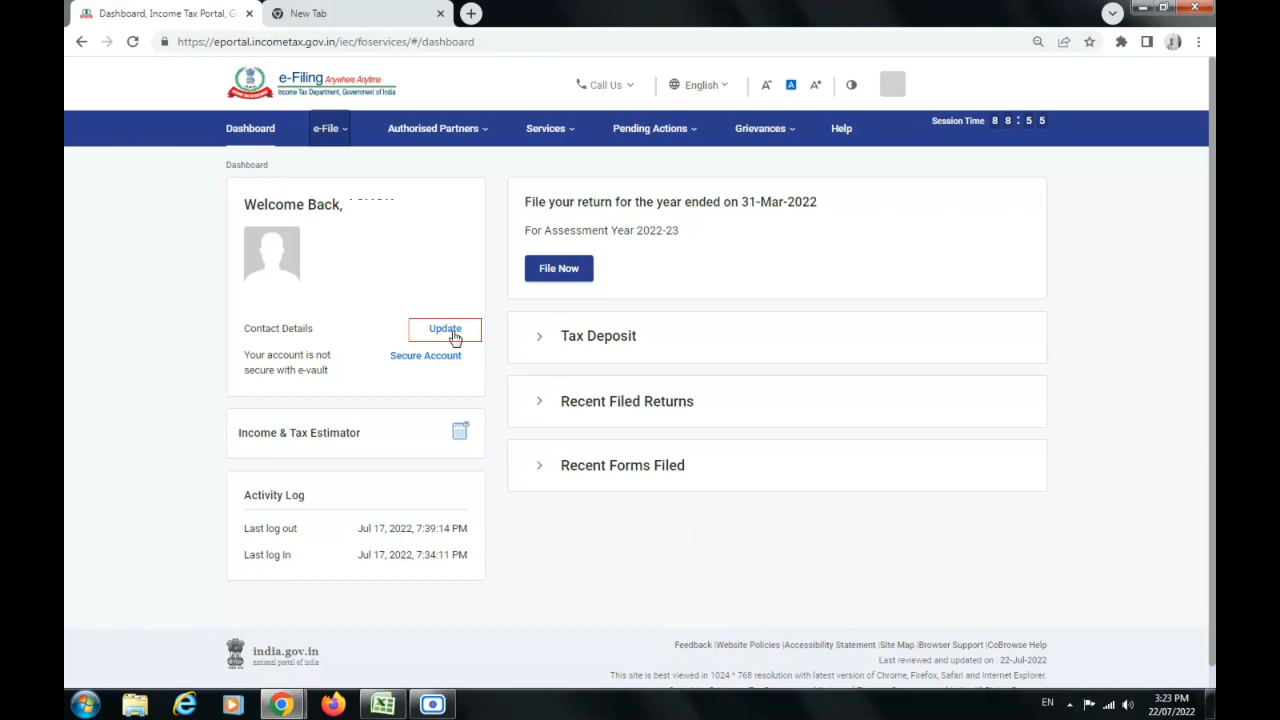 Dashboard, Income Tax Portal, G
New Tab
https://eportal.incometax.gov.in/iec/foservices/#/dashboard
e-Filing Anywhere Anytime
Income Tax Department, Government of India
Call Us
English
A-
A
A+
Dashboard
e-File
Authorised Partners
Services
Pending Actions
Grievances
Help
Session Time 8 8 : 5 5
Dashboard
Welcome Back,
Contact Details
Update
Your account is not
secure with e-vault
Secure Account
Income & Tax Estimator
Activity Log
Last log out
Jul 17, 2022, 7:39:14 PM
Last log In
Jul 17, 2022, 7:34:11 PM
File your return for the year ended on 31-Mar-2022
For Assessment Year 2022-23
File Now
Tax Deposit
Recent Filed Returns
Recent Forms Filed
india.gov.in
national portal of india
Feedback |Website Policies |Accessibility Statement |Site Map |Browser Support |CoBrowse Help
Last reviewed and updated on : 22-Jul-2022
This site is best viewed in 1024 * 768 resolution with latest version of Chrome, Firefox, Safari and Internet Explorer.
EN
3:23 PM
22/07/2022